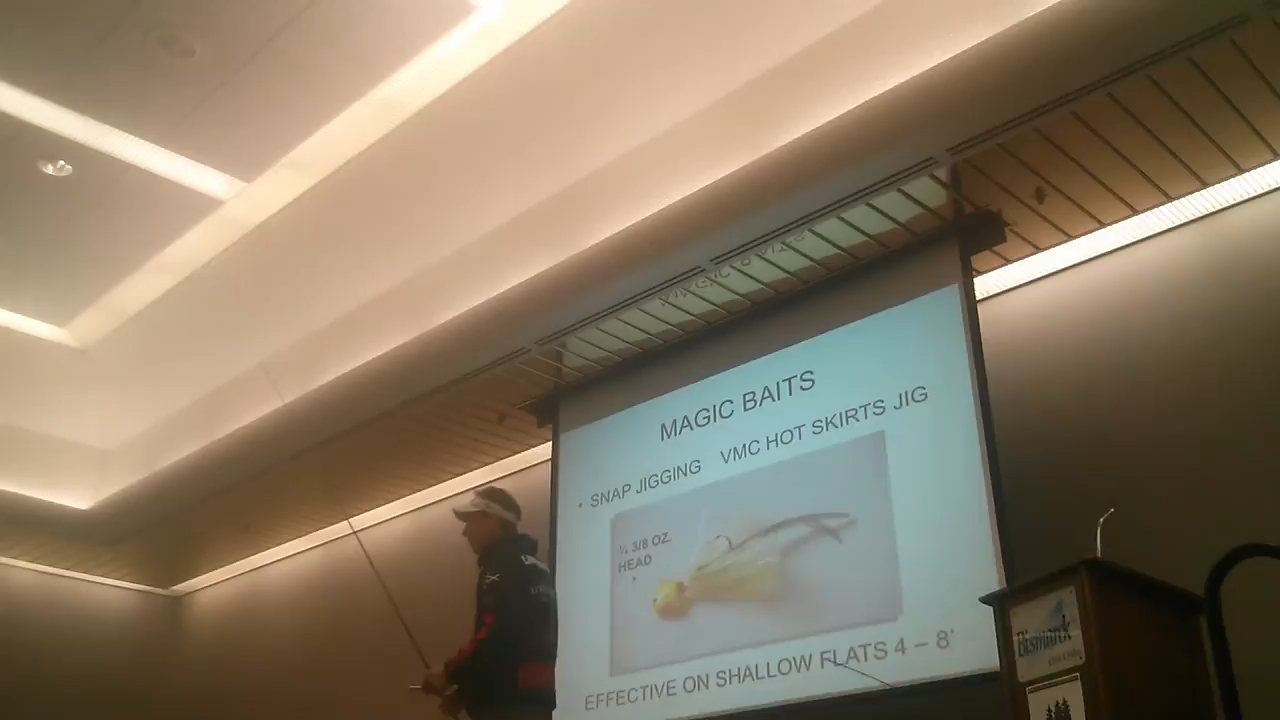 MAGIC BAITS
• SNAP JIGGING VMC HOT SKIRTS JIG
¼ 3/8 OZ.
HEAD
EFFECTIVE ON SHALLOW FLATS 4 – 8'
Bismarck